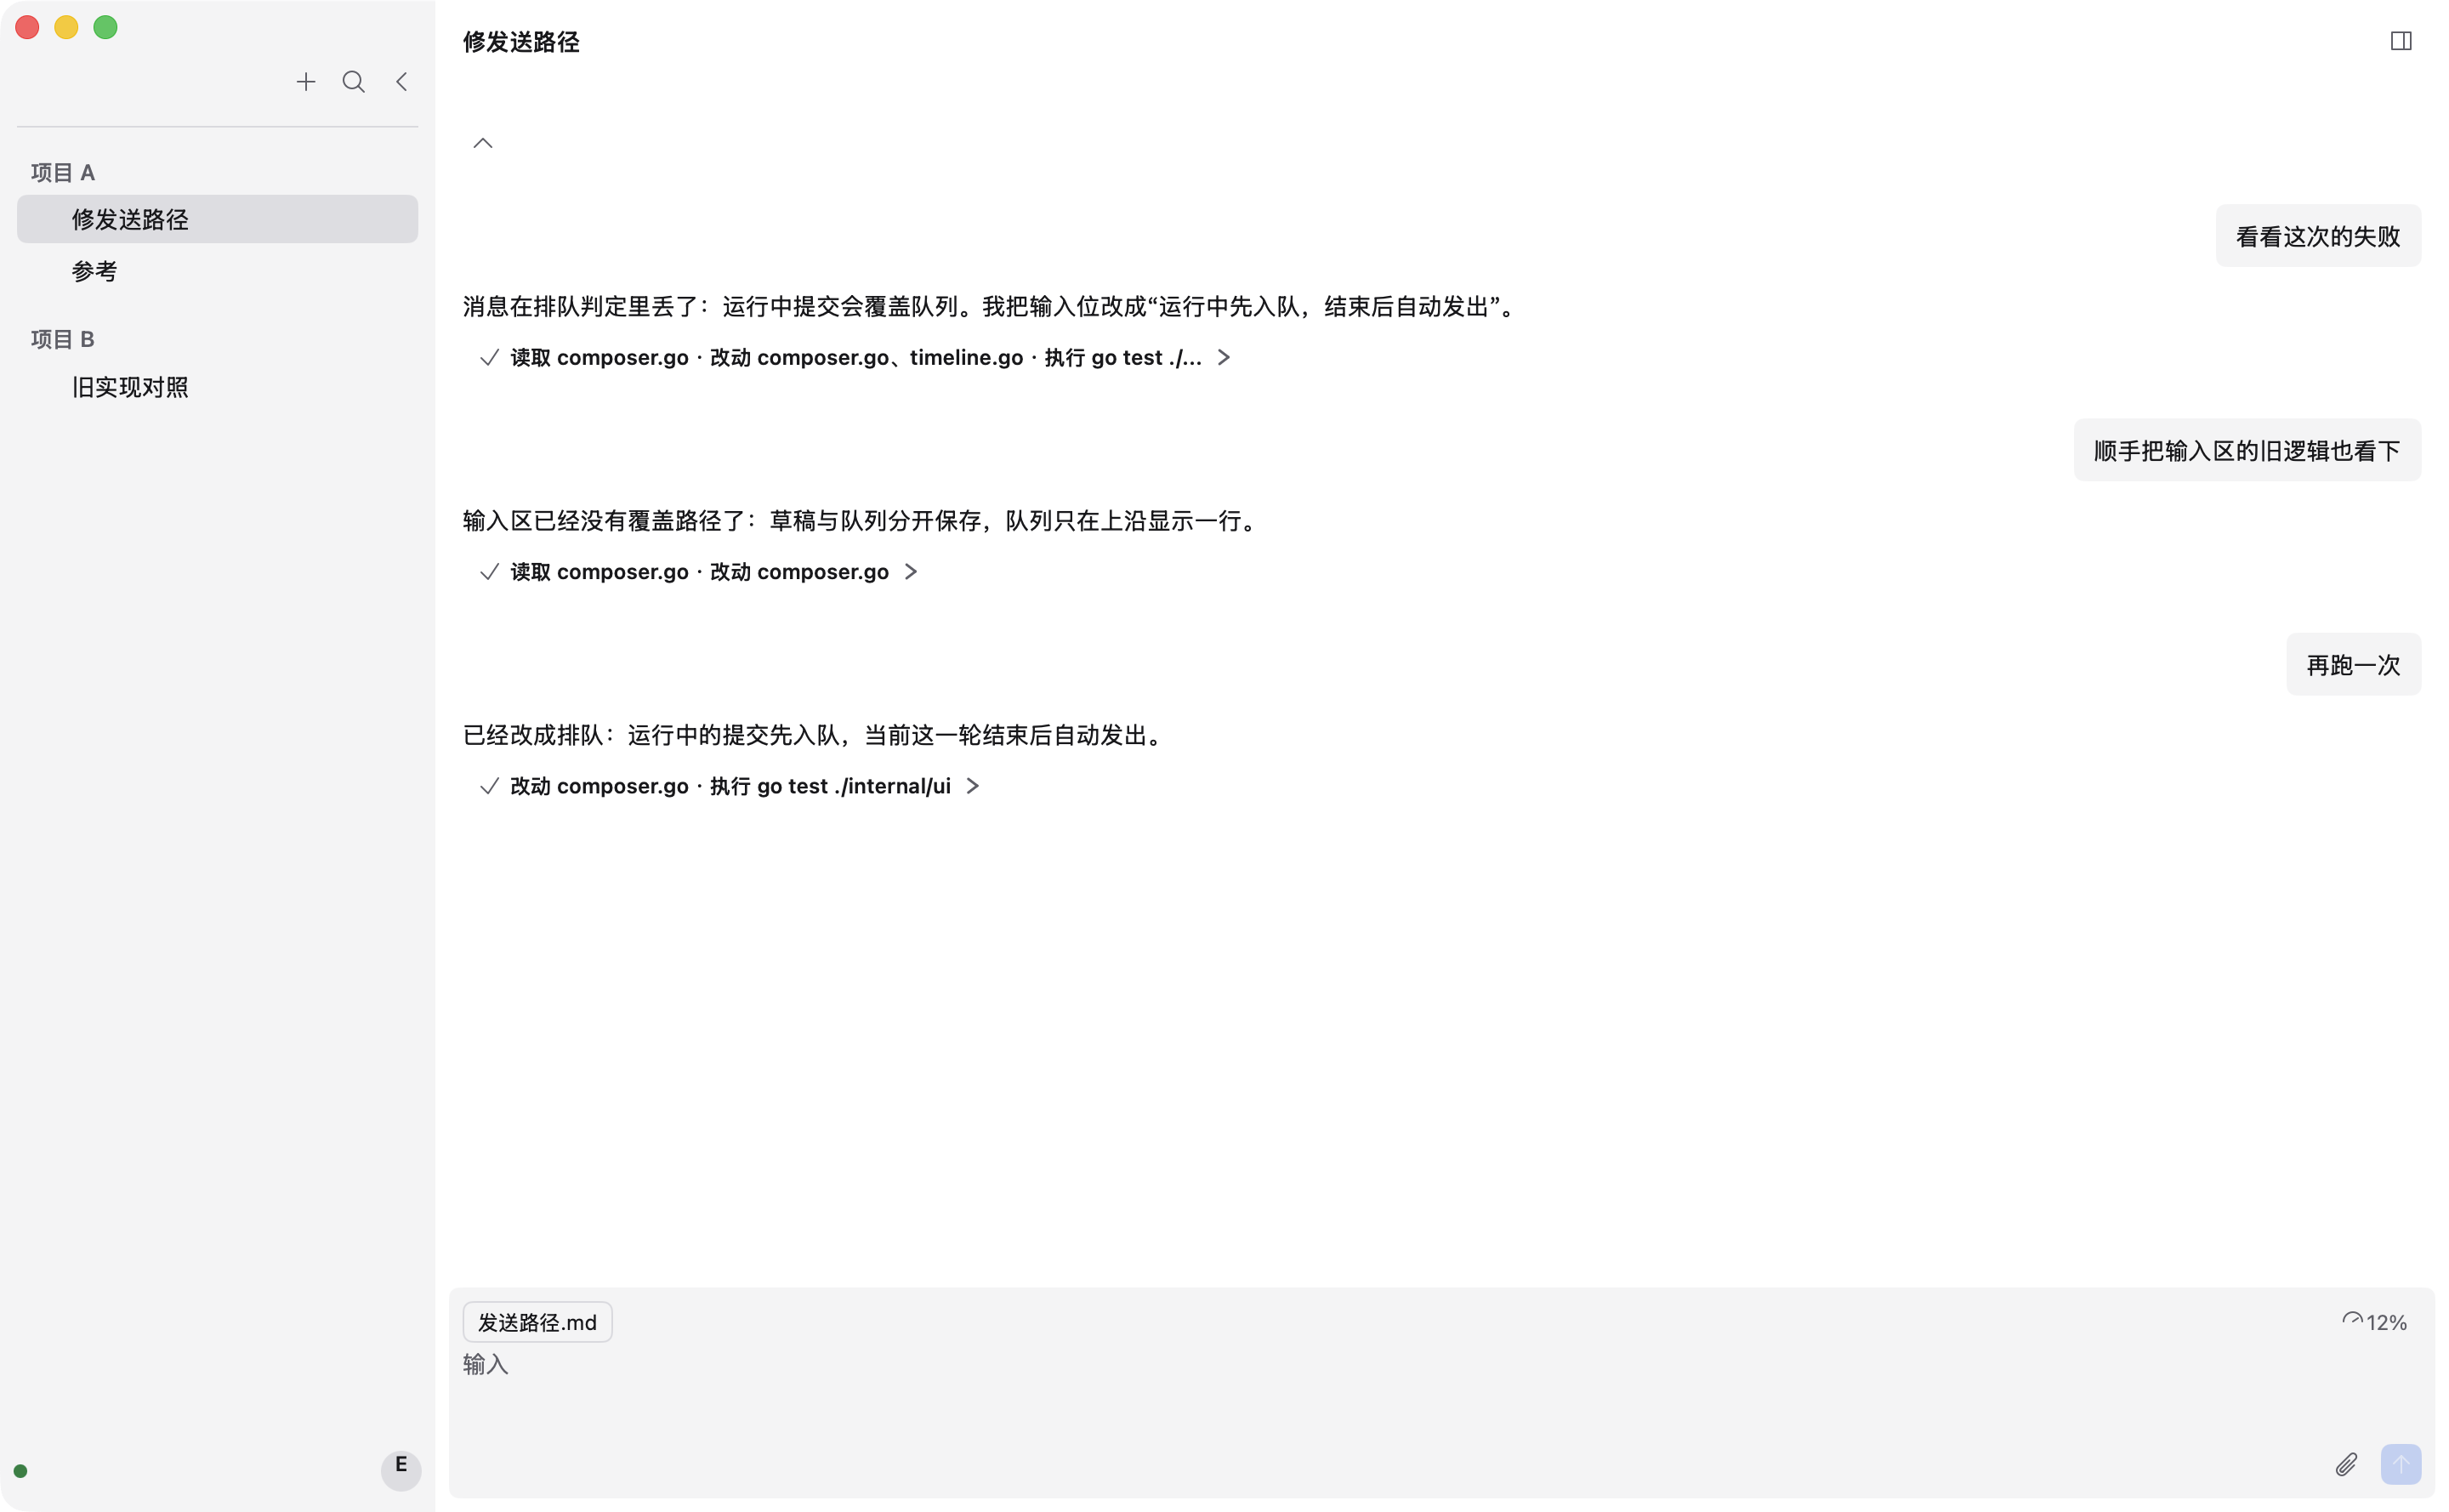 修发送路径
项目 A
修发送路径
参考
项目 B
旧实现对照
看看这次的失败
消息在排队判定里丢了：运行中提交会覆盖队列。我把输入位改成“运行中先入队，结束后自动发出”。
读取 composer.go · 改动 composer.go、timeline.go · 执行 go test ./...
顺手把输入区的旧逻辑也看下
输入区已经没有覆盖路径了：草稿与队列分开保存，队列只在上沿显示一行。
读取 composer.go · 改动 composer.go
再跑一次
已经改成排队：运行中的提交先入队，当前这一轮结束后自动发出。
改动 composer.go · 执行 go test ./internal/ui
发送路径.md
12%
输入
E